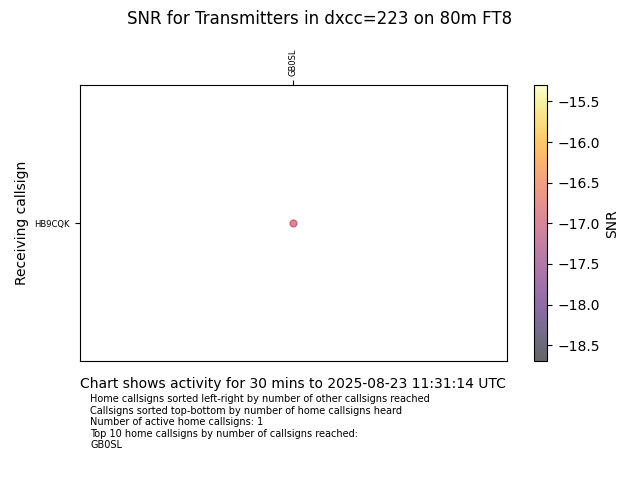 SNR for Transmitters in dxcc=223 on 80m FT8
GB0SL
Receiving callsign
HB9CQK
−15.5
−16.0
−16.5
−17.0
−17.5
−18.0
−18.5
SNR
Chart shows activity for 30 mins to 2025-08-23 11:31:14 UTC
Home callsigns sorted left-right by number of other callsigns reached
Callsigns sorted top-bottom by number of home callsigns heard
Number of active home callsigns: 1
Top 10 home callsigns by number of callsigns reached:
GB0SL